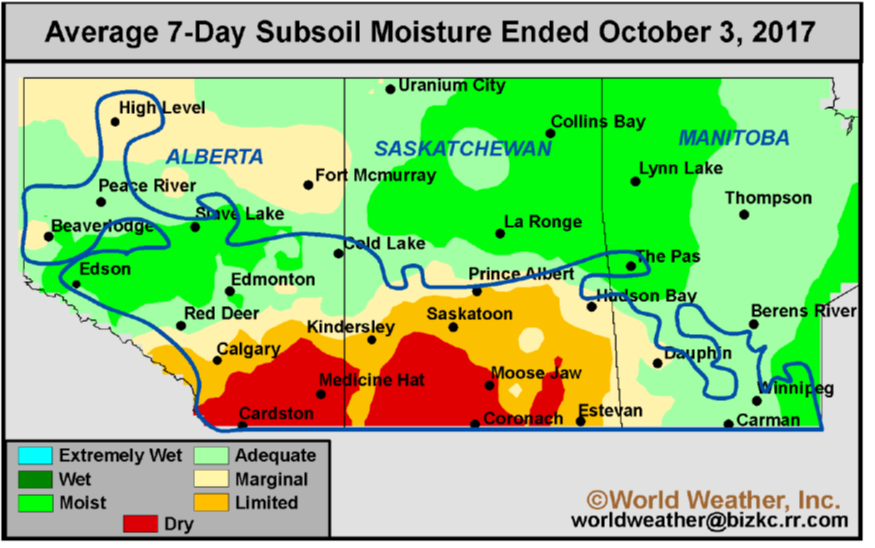 Average 7-Day Subsoil Moisture Ended October 3, 2017
Uranium City
High Level
Collins Bay
ALBERTA
SASKATCHEWAN
MANITOBA
Fort Mcmurray
Lynn Lake
Peace River
Thompson
Beaverlodge
Slave Lake
La Ronge
Cold Lake
The Pas
Edson
Edmonton
Prince Albert
Hudson Bay
Red Deer
Kindersley
Saskatoon
Berens River
Calgary
Dauphin
Medicine Hat
Moose Jaw
Winnipeg
Cardston
Coronach
Estevan
Carman
Extremely Wet
Adequate
Wet
Marginal
Moist
Limited
Dry
©World Weather, Inc.
worldweather@bizkc.rr.com